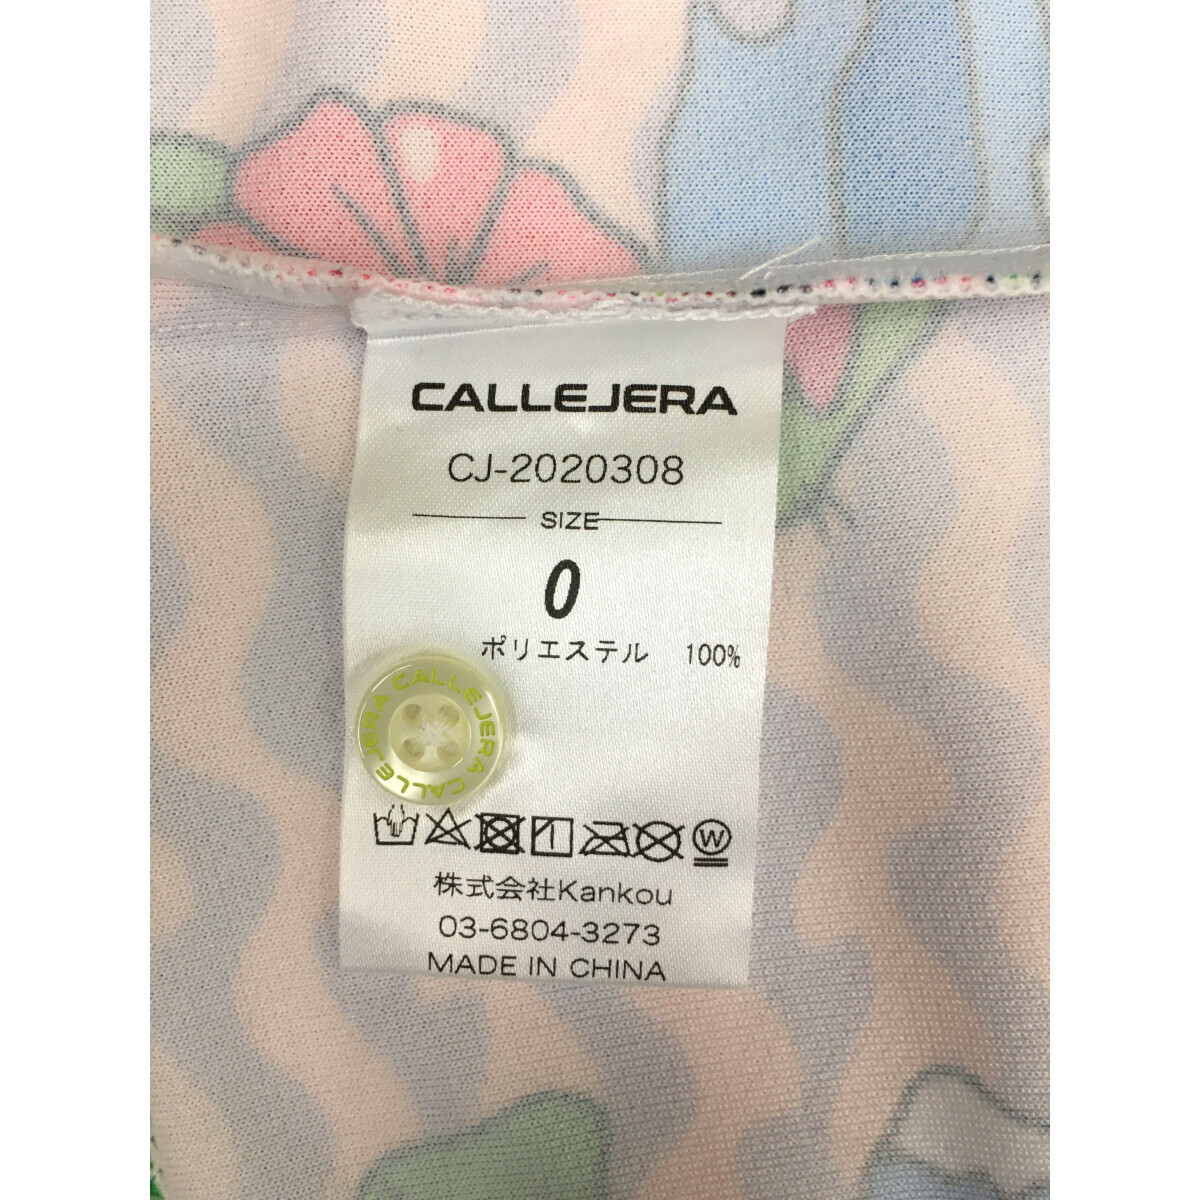 CALLEJERA
CJ-2020308
SIZE
0
ポリエステル 100%
CALLEJERA CALLEJERA
W
株式会社Kankou
03-6804-3273
MADE IN CHINA